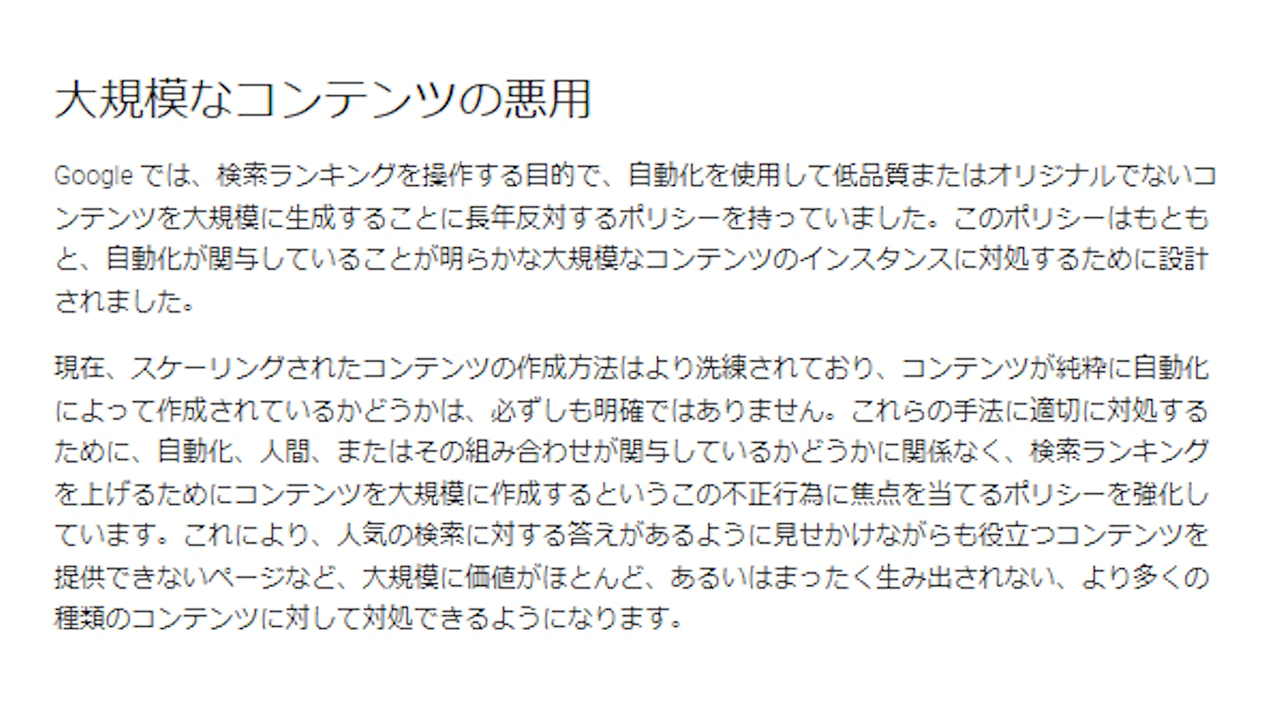 大規模なコンテンツの悪用
Google では、検索ランキングを操作する目的で、自動化を使用して低品質またはオリジナルでないコ
ンテンツを大規模に生成することに長年反対するポリシーを持っていました。このポリシーはもとも
と、自動化が関与していることが明らかな大規模なコンテンツのインスタンスに対処するために設計
されました。
現在、スケーリングされたコンテンツの作成方法はより洗練されており、コンテンツが純粋に自動化
によって作成されているかどうかは、必ずしも明確ではありません。これらの手法に適切に対処する
ために、自動化、人間、またはその組み合わせが関与しているかどうかに関係なく、検索ランキング
を上げるためにコンテンツを大規模に作成するというこの不正行為に焦点を当てるポリシーを強化し
ています。これにより、人気の検索に対する答えがあるように見せかけながらも役立つコンテンツを
提供できないページなど、大規模に価値がほとんど、あるいはまったく生み出されない、より多くの
種類のコンテンツに対して対処できるようになります。